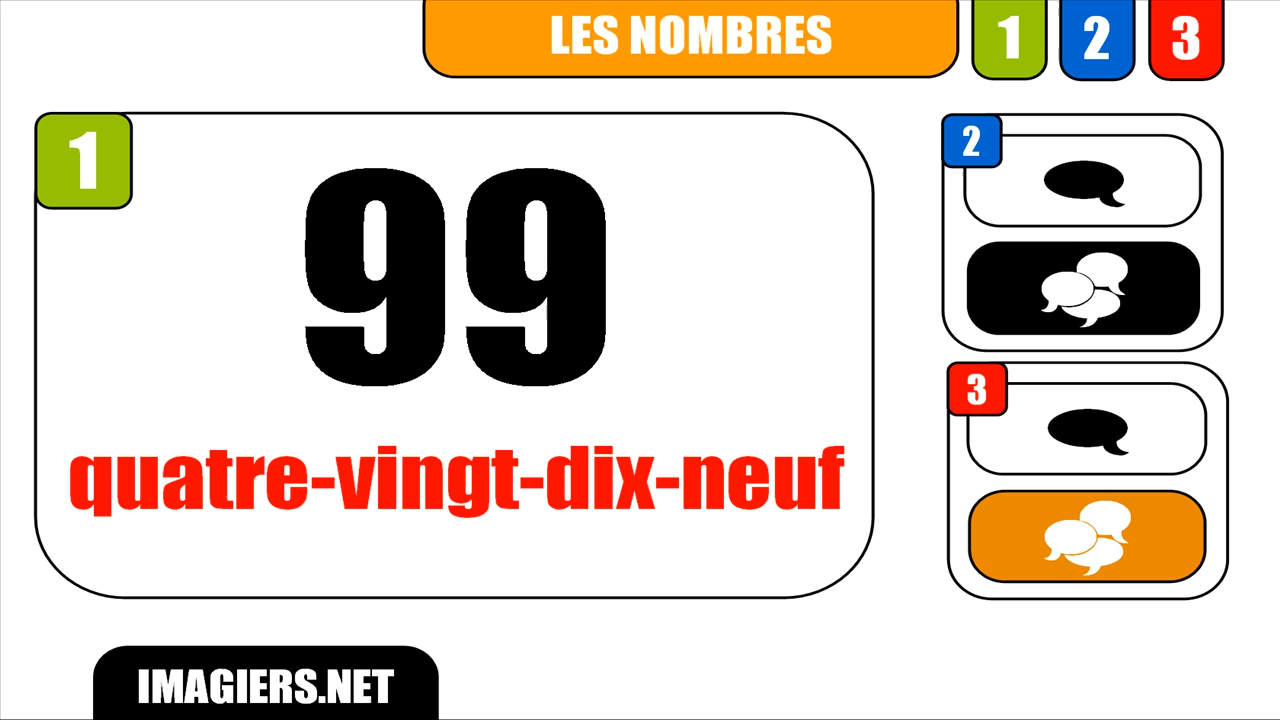 LES NOMBRES
1
2
3
1
99
quatre-vingt-dix-neuf
2
3
IMAGIERS.NET